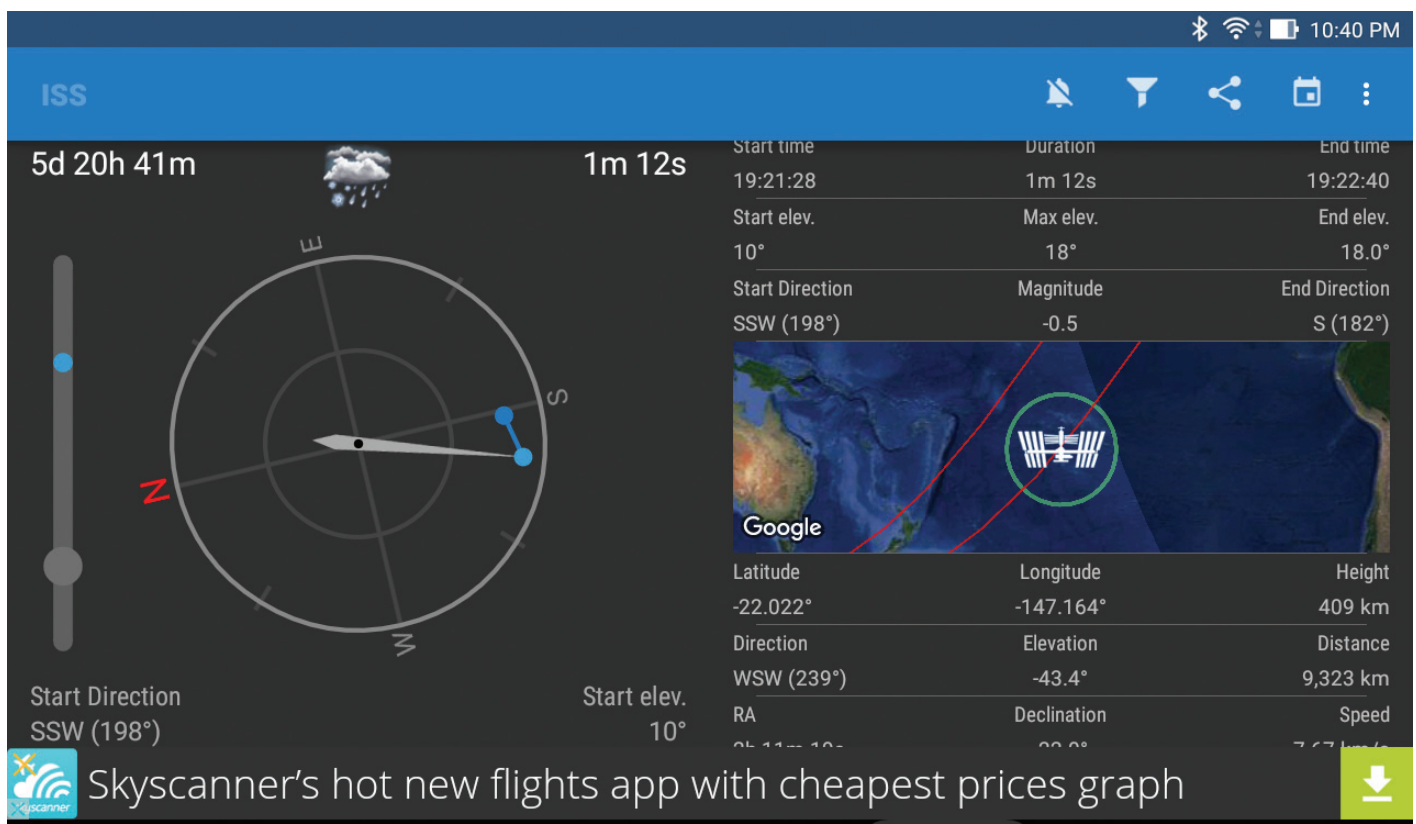 10:40 PM
ISS
5d 20h 41m
1m 12s
E
S
N
W
Start Direction
Start elev.
SSW (198°)
10°
Start time Duration End time
19:21:28 1m 12s 19:22:40
Start elev. Max elev. End elev.
10° 18° 18.0°
Start Direction Magnitude End Direction
SSW (198°) -0.5 S (182°)
Google
Latitude Longitude Height
-22.022° -147.164° 409 km
Direction Elevation Distance
WSW (239°) -43.4° 9,323 km
RA Declination Speed
Skyscanner's hot new flights app with cheapest prices graph
skyscanner